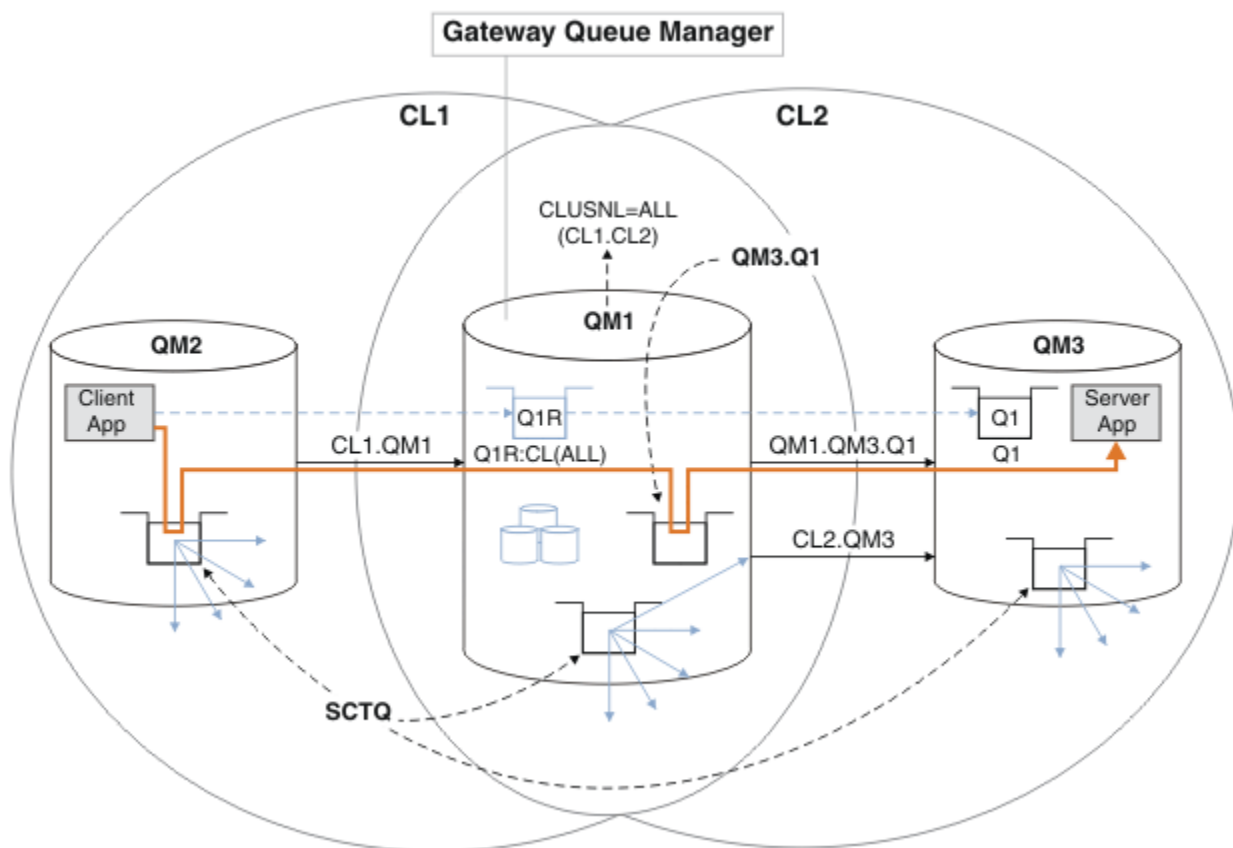 Gateway Queue Manager
CL1
CL2
CLUSNL=ALL
(CL1.CL2)
QM3.Q1
QM2
QM1
QM3
Client
App
Q1R
Q1
Server
App
CL1.QM1
Q1R:CL(ALL)
QM1.QM3.Q1
Q1
CL2.QM3
SCTQ